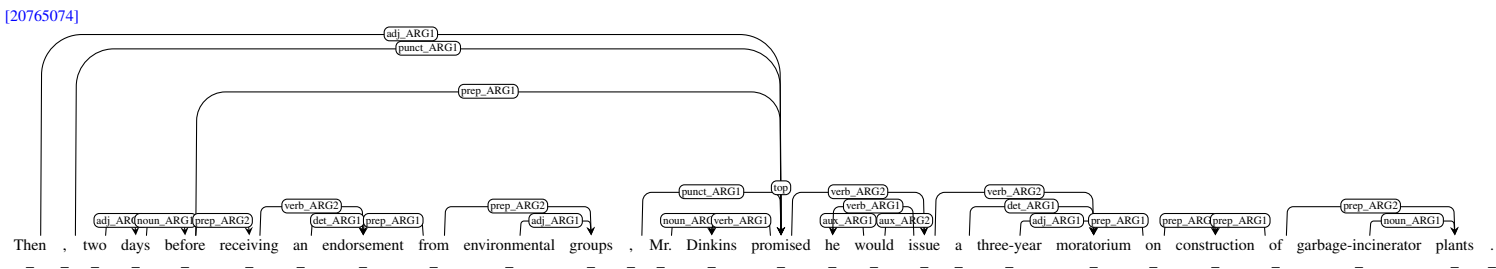 [20765074]
adj_ARG1
punct_ARG1
prep_ARG1
punct_ARG1 top verb_ARG2 verb_ARG2
verb_ARG2 prep_ARG2 verb_ARG1 det_ARG1 prep_ARG2
noun_ARG1 prep_ARG2 det_ARG1 prep_ARG1 adj_ARG1 verb_ARG1 aux_ARG1 aux_ARG2 adj_ARG1 prep_ARG1 prep_ARG1 noun_ARG1
Then , two days before receiving an endorsement from environmental groups , Mr. Dinkins promised he would issue a three-year moratorium on construction of garbage-incinerator plants .
_ _ _ _ _ _ _ _ _ _ _ _ _ _ _ _ _ _ _ _ _ _ _ _ _ _ _